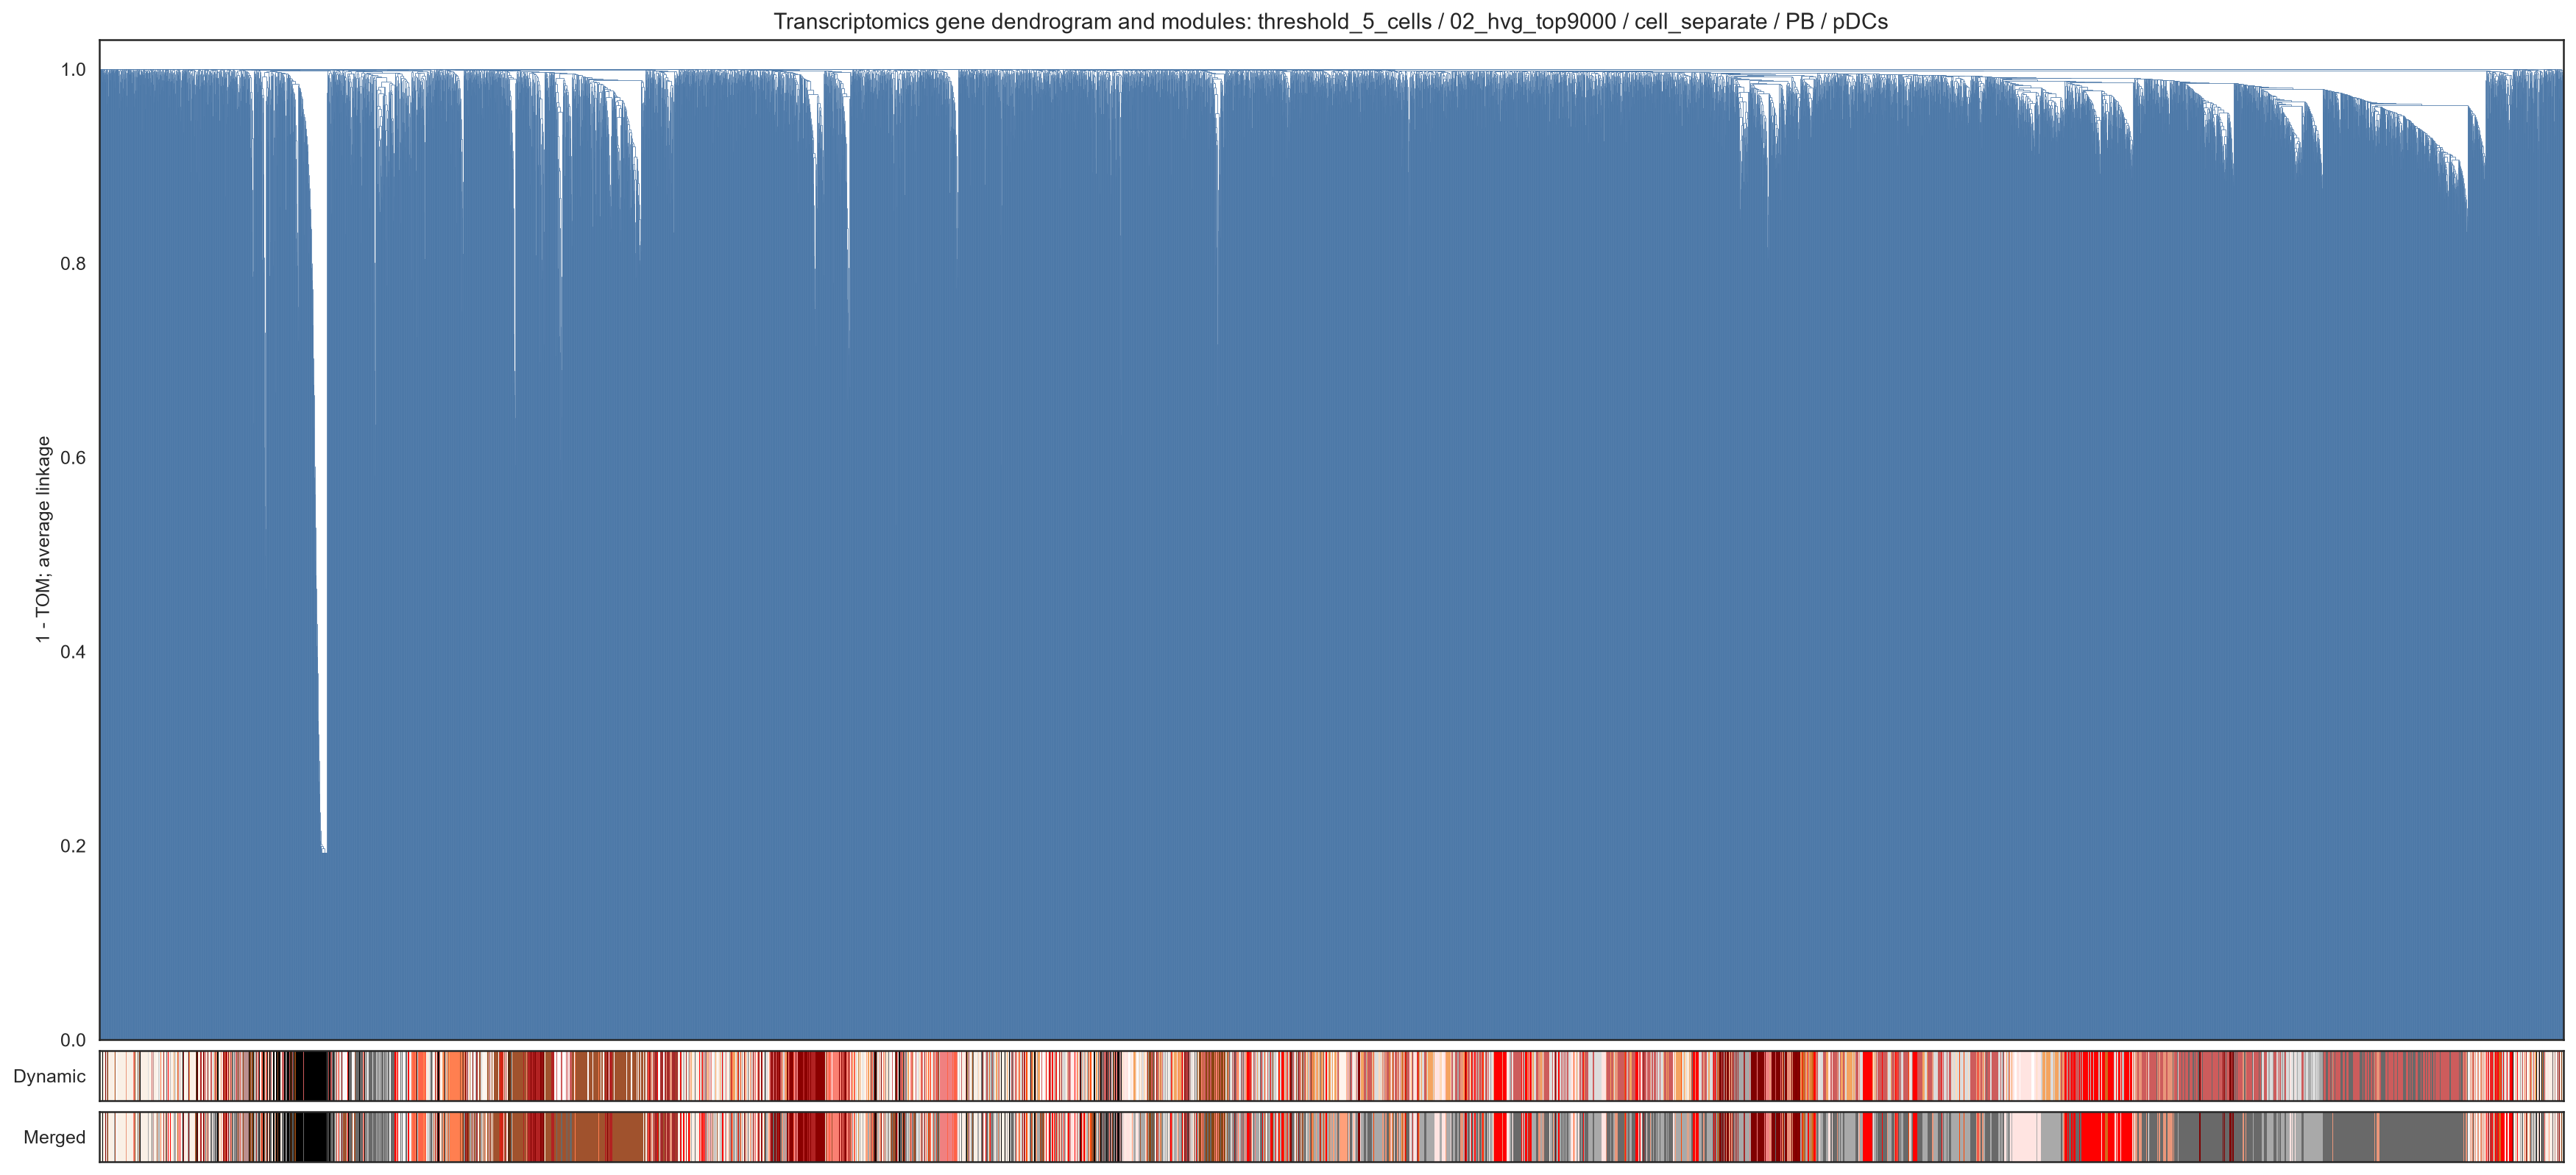 Transcriptomics gene dendrogram and modules: threshold_5_cells / 02_hvg_top9000 / cell_separate / PB / pDCs
1.0
0.8
0.6
0.4
0.2
0.0
1 - TOM; average linkage
Dynamic
Merged